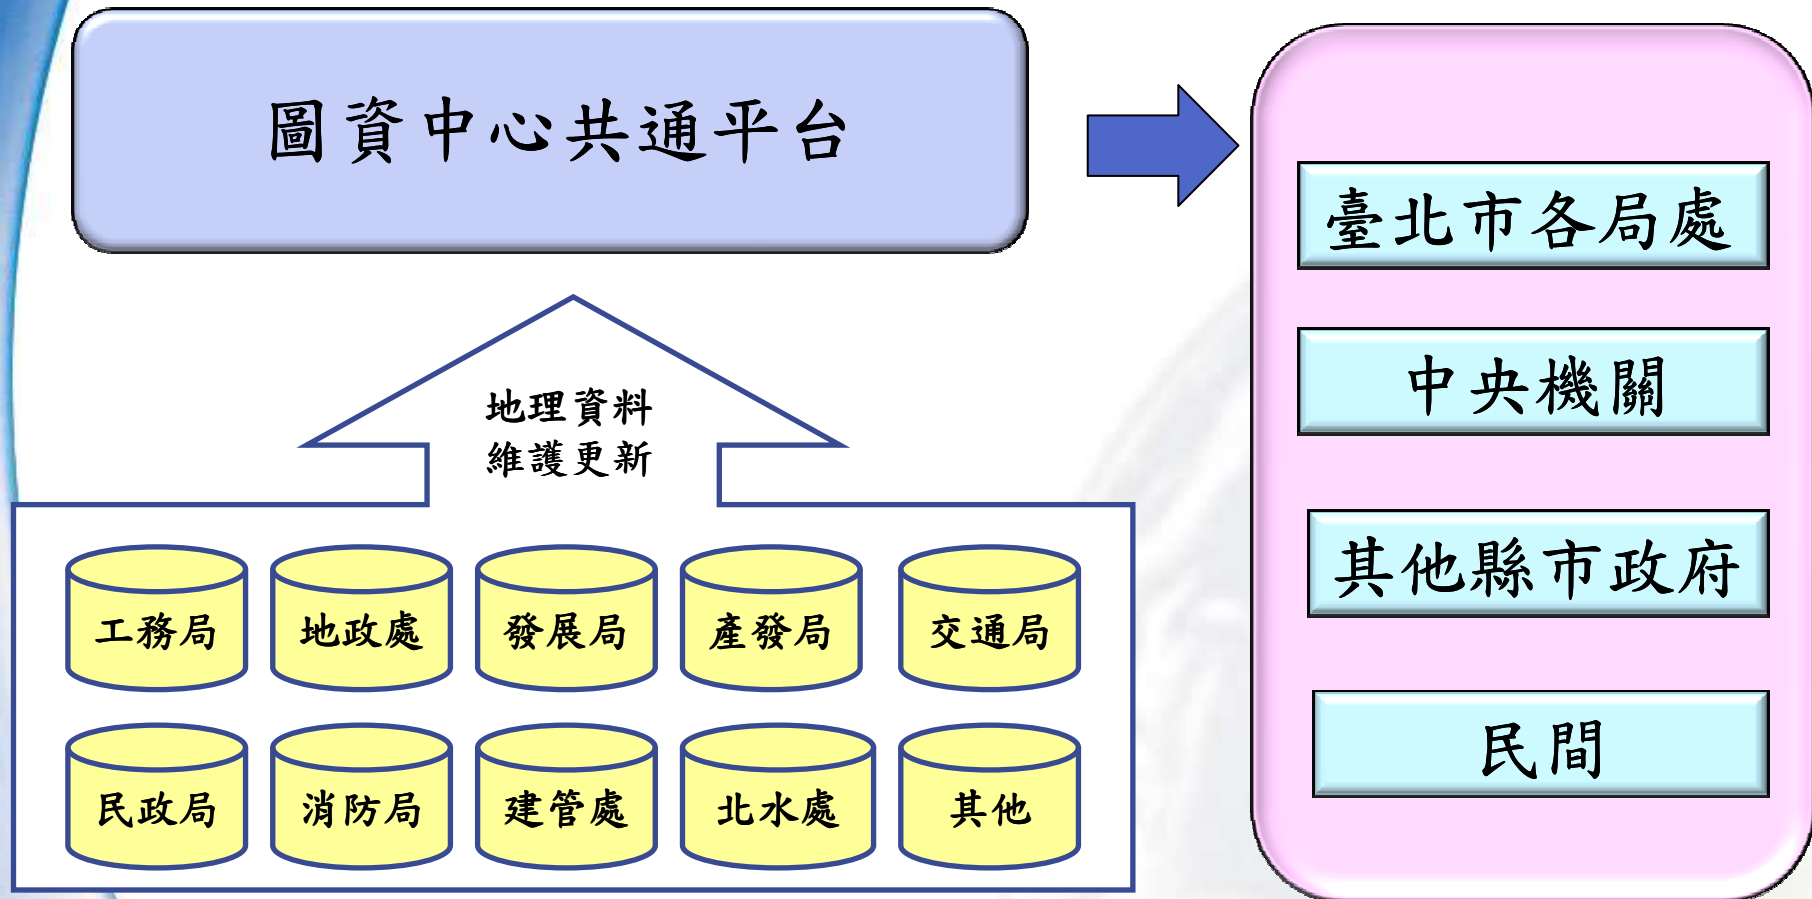 圖資中心共通平台
地理資料
維護更新
工務局
地政處
發展局
產發局
交通局
民政局
消防局
建管處
北水處
其他
臺北市各局處
中央機關
其他縣市政府
民間